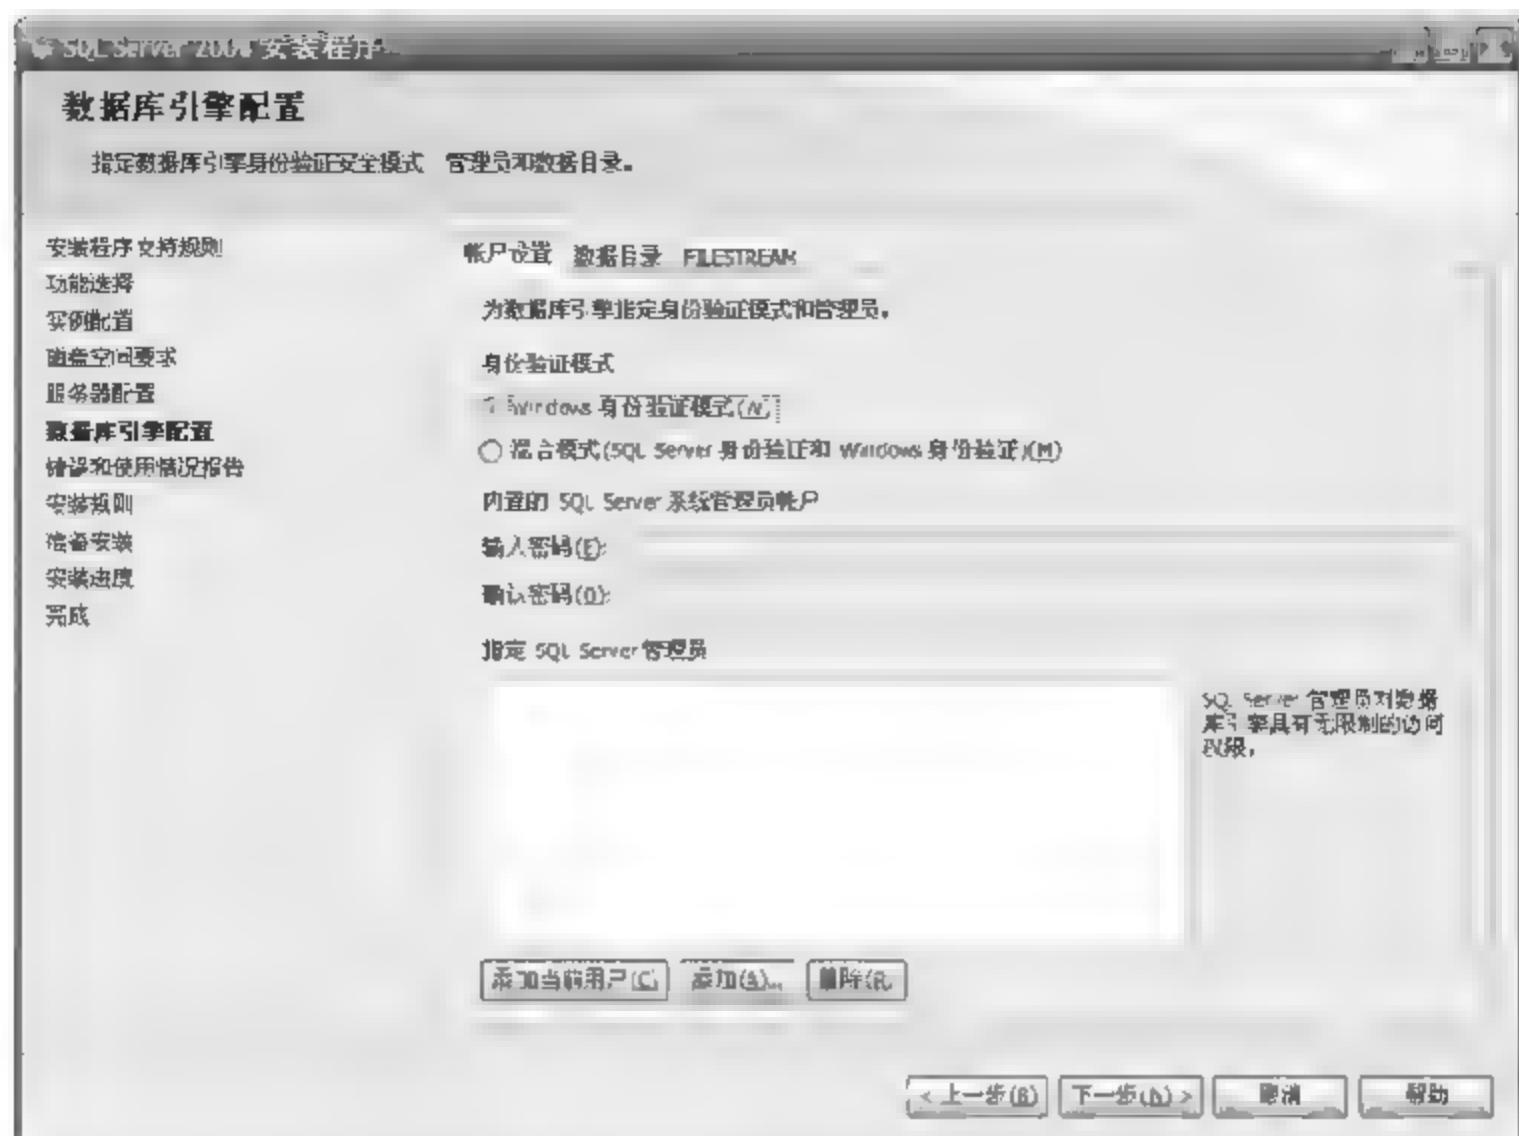 SQL Server 安装程序
数据库引擎配置
指定数据库引擎身份验证安全模式 管理员和数据目录。
安装程序支持规则
功能选择
实例配置
磁盘空间要求
服务器配置
数据库引擎配置
错误和使用情况报告
安装规则
准备安装
安装进度
完成
帐户设置 数据目录 FILESTREAM
为数据库引擎指定身份验证模式和管理员。
身份验证模式
Windows 身份验证模式(W)
混合模式(SQL Server 身份验证和 Windows 身份验证)(M)
内置的 SQL Server 系统管理员帐户
输入密码(E):
确认密码(O):
指定 SQL Server 管理员
SQL Server 管理员对数据
库引擎具有无限制的访问
权限。
添加当前用户(C) 添加(A)... 删除(R)
< 上一步(B) 下一步(N) > 取消 帮助